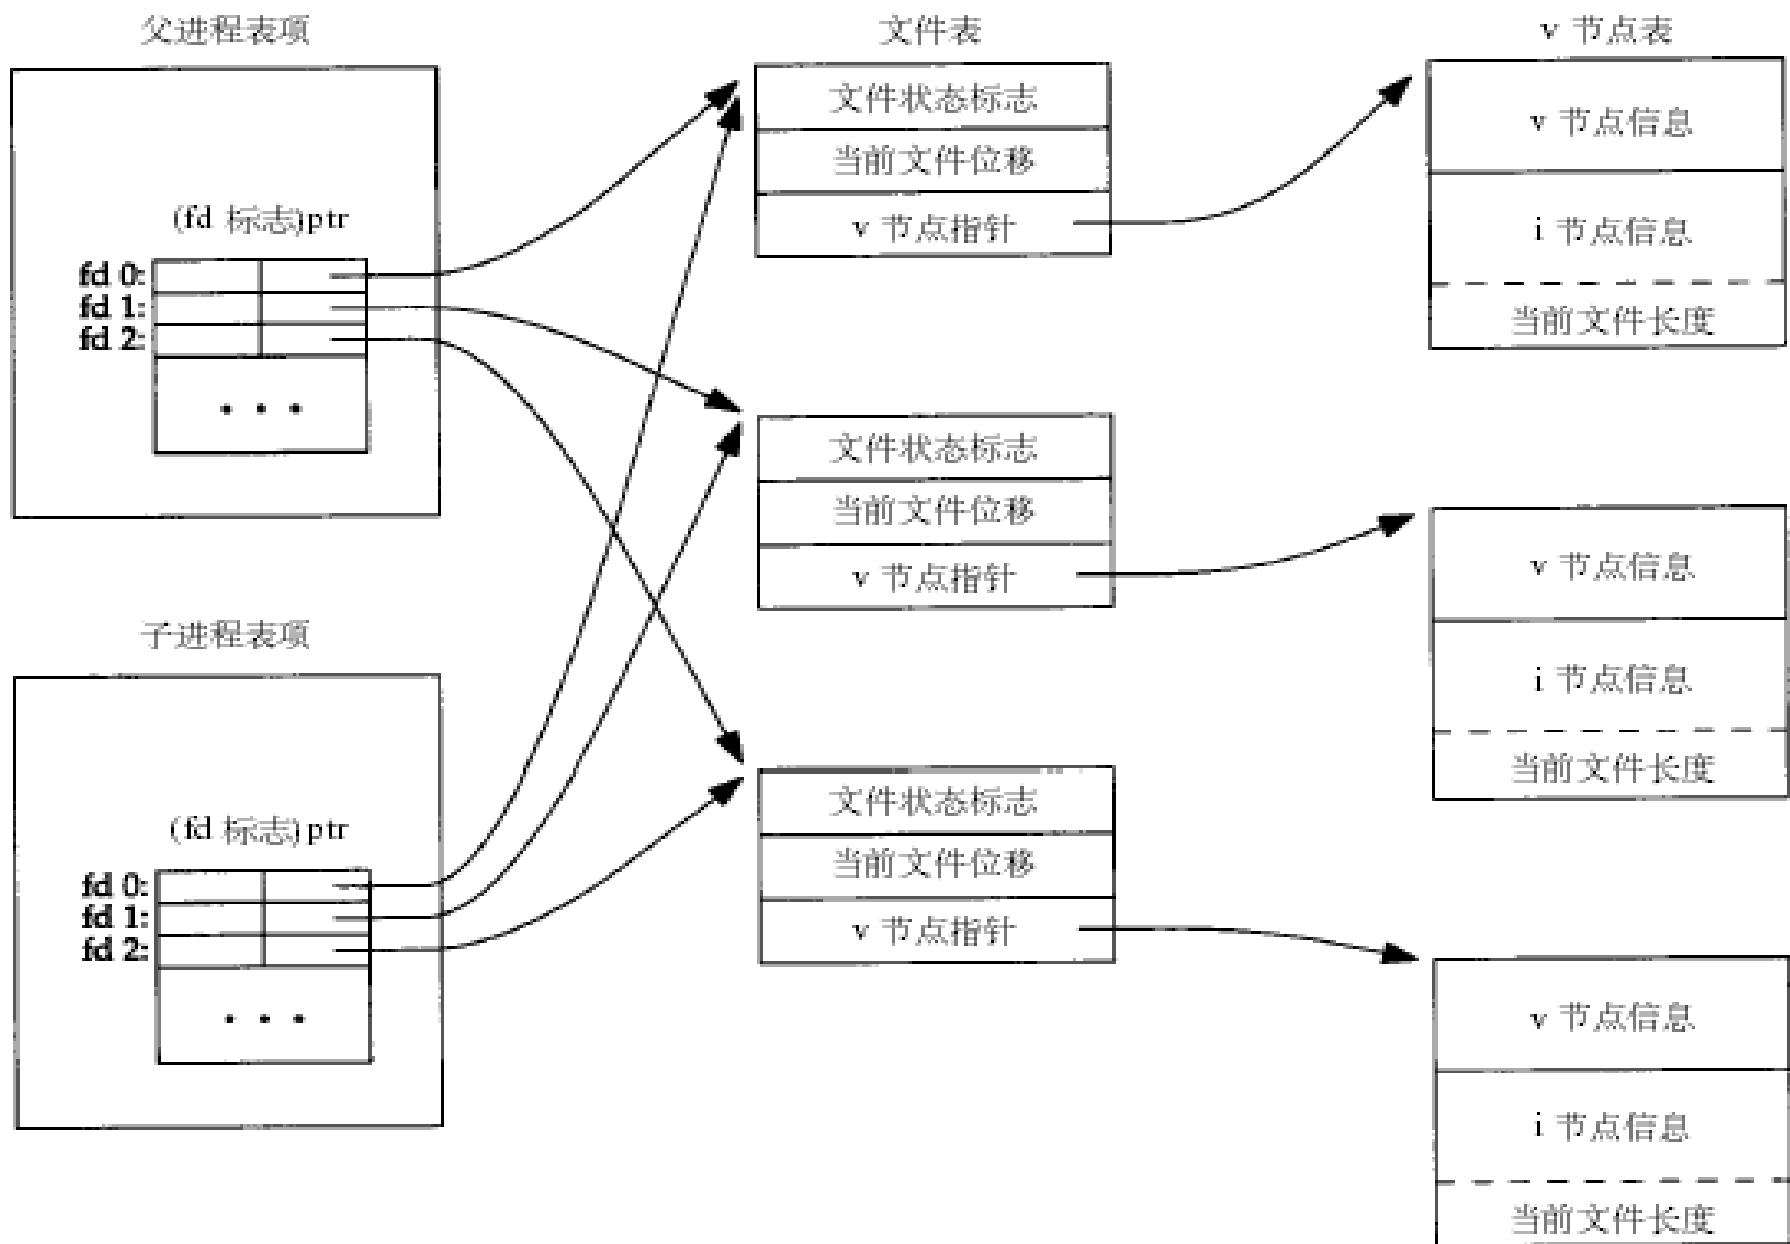 父进程表项
(fd 标志)ptr
fd 0:
fd 1:
fd 2:
· · ·
子进程表项
(fd 标志)ptr
fd 0:
fd 1:
fd 2:
· · ·
文件表
文件状态标志
当前文件位移
v 节点指针
文件状态标志
当前文件位移
v 节点指针
文件状态标志
当前文件位移
v 节点指针
v 节点表
v 节点信息
i 节点信息
当前文件长度
v 节点信息
i 节点信息
当前文件长度
v 节点信息
i 节点信息
当前文件长度